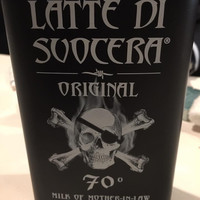 LATTE DI
SUOCERA®
ORIGINAL
70°
MILK OF MOTHER-IN-LAW